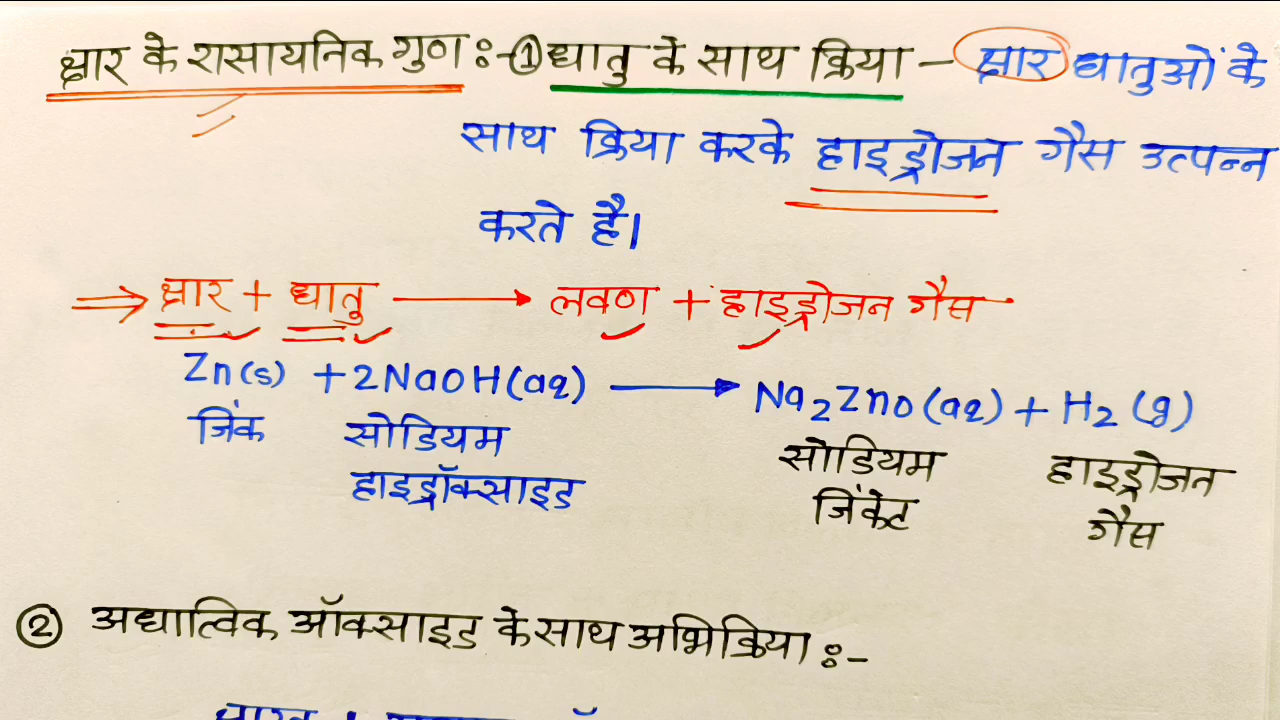 क्षार के रासायनिक गुण :- ① धातु के साथ क्रिया – क्षार धातुओं के
साथ क्रिया करके हाइड्रोजन गैस उत्पन्न
करते है।
⇒ क्षार + धातु ⟶ लवण + हाइड्रोजन गैस
Zn(s) + 2NaOH(aq) ⟶ Na₂ZnO(aq) + H₂(g)
जिंक सोडियम हाइड्रॉक्साइड सोडियम जिंकेट हाइड्रोजन गैस
② अधात्विक ऑक्साइड के साथ अभिक्रिया :-